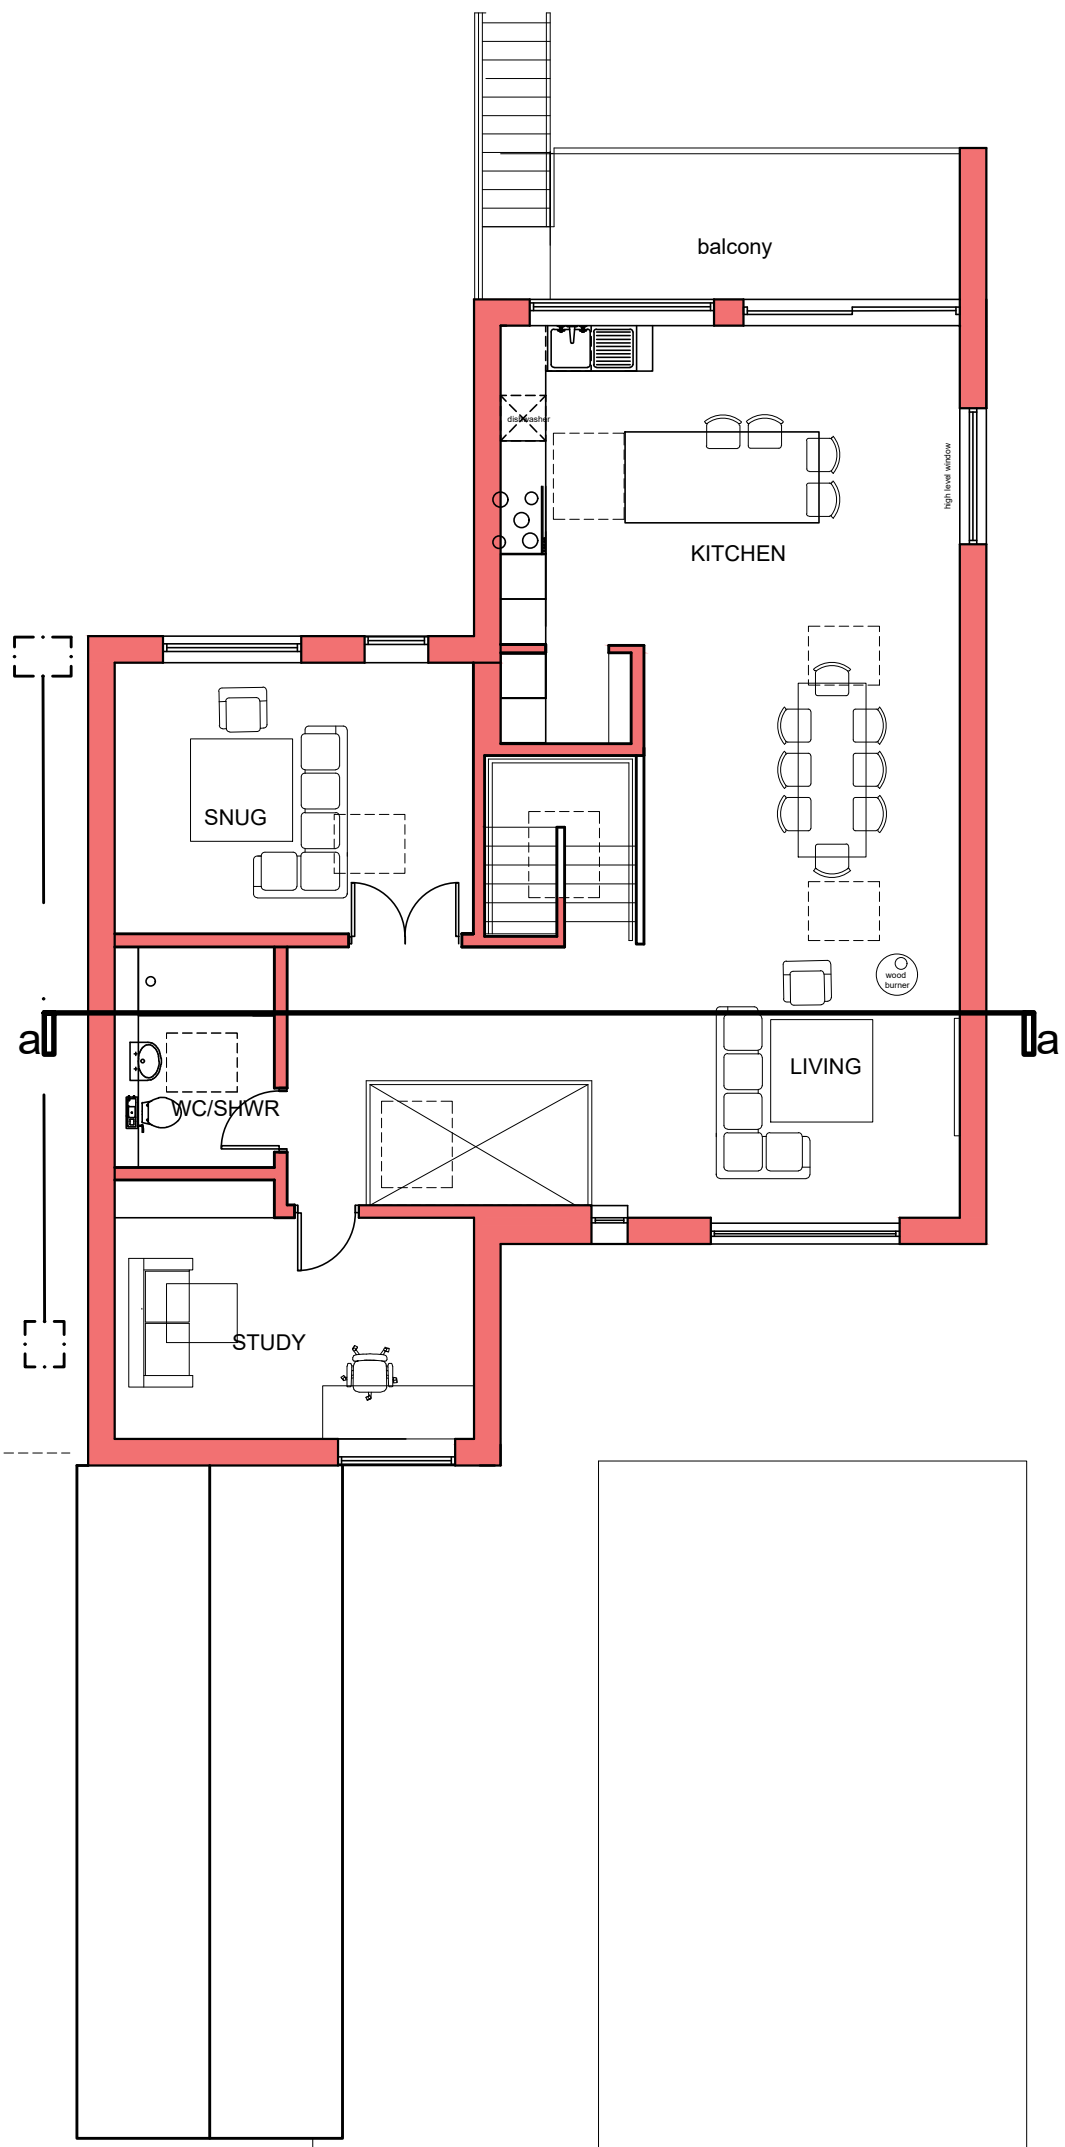 balcony
dishwasher
high level window
KITCHEN
SNUG
wood
burner
a
a
LIVING
WC/SHWR
STUDY